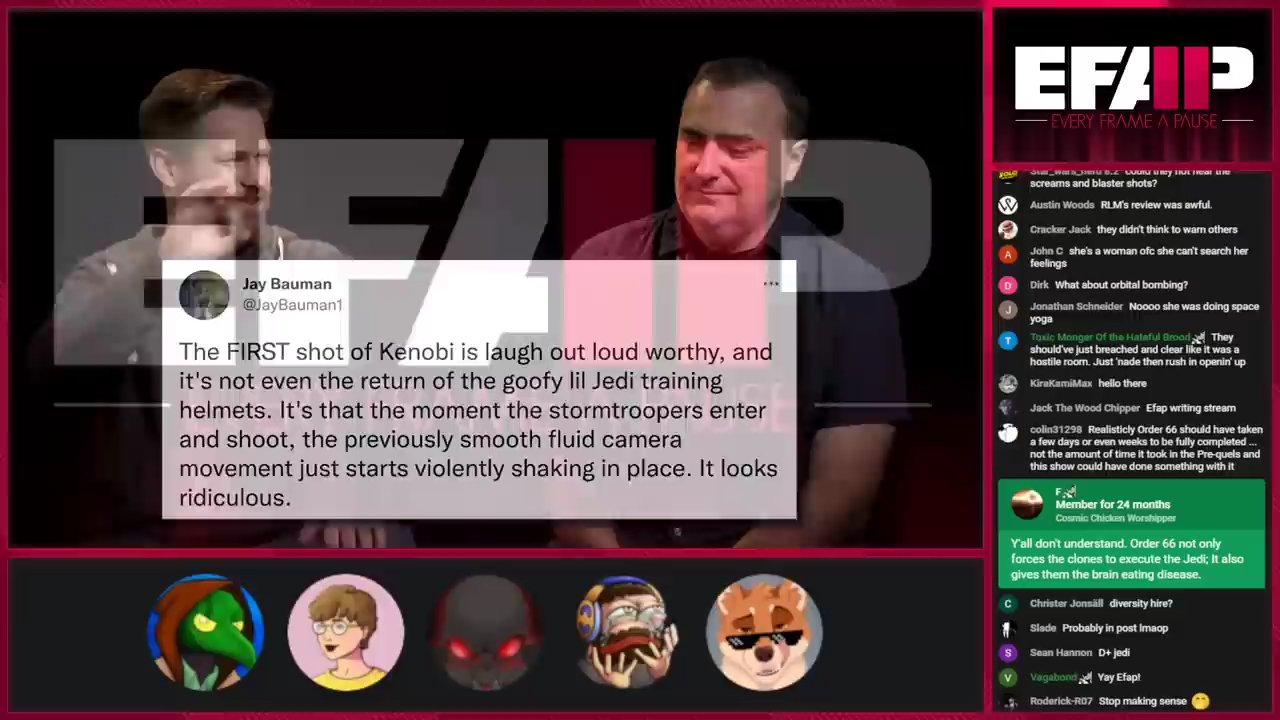 EFAP
Jay Bauman
@JayBauman1
The FIRST shot of Kenobi is laugh out loud worthy, and
it's not even the return of the goofy lil Jedi training
helmets. It's that the moment the stormtroopers enter
and shoot, the previously smooth fluid camera
movement just starts violently shaking in place. It looks
ridiculous.
EFAP
EVERY FRAME A PAUSE
Star_wars_nerd 8.2 could they not hear the
screams and blaster shots?
Austin Woods RLM's review was awful.
Cracker Jack they didn't think to warn others
John C she's a woman ofc she can't search her
feelings
Dirk What about orbital bombing?
Jonathan Schneider Noooo she was doing space
yoga
Toxic Monger Of the Hateful Brood They
should've just breached and clear like it was a
hostile room. Just 'nade then rush in openin' up
KiraKamiMax hello there
Jack The Wood Chipper Efap writing stream
colin31298 Realisticly Order 66 should have taken
a few days or even weeks to be fully completed ...
not the amount of time it took in the Pre-quels and
this show could have done something with it
F
Member for 24 months
Cosmic Chicken Worshipper
Y'all don't understand. Order 66 not only
forces the clones to execute the Jedi; It also
gives them the brain eating disease.
Christer Jonsäll diversity hire?
Slade Probably in post lmaop
Sean Hannon D+ jedi
Vagabond Yay Efap!
Roderick-R07 Stop making sense